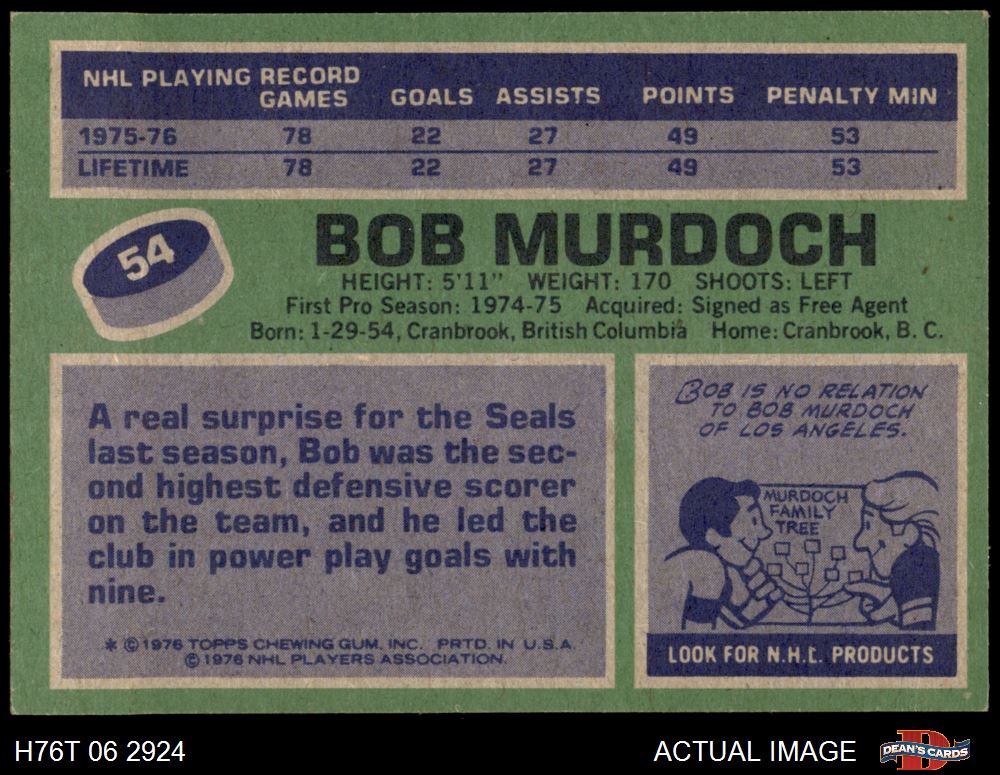 NHL PLAYING RECORD
GAMES GOALS ASSISTS POINTS PENALTY MIN
1975-76 78 22 27 49 53
LIFETIME 78 22 27 49 53
54
BOB MURDOCH
HEIGHT: 5'11" WEIGHT: 170 SHOOTS: LEFT
First Pro Season: 1974-75 Acquired: Signed as Free Agent
Born: 1-29-54, Cranbrook, British Columbia Home: Cranbrook, B. C.
A real surprise for the Seals
last season, Bob was the sec-
ond highest defensive scorer
on the team, and he led the
club in power play goals with
nine.
* © 1976 TOPPS CHEWING GUM, INC. PRTD. IN U.S.A.
© 1976 NHL PLAYERS ASSOCIATION.
BOB IS NO RELATION
TO BOB MURDOCH
OF LOS ANGELES.
MURDOCH
FAMILY
TREE
LOOK FOR N.H.L. PRODUCTS
H76T 06 2924
ACTUAL IMAGE
D
DEAN'S CARDS